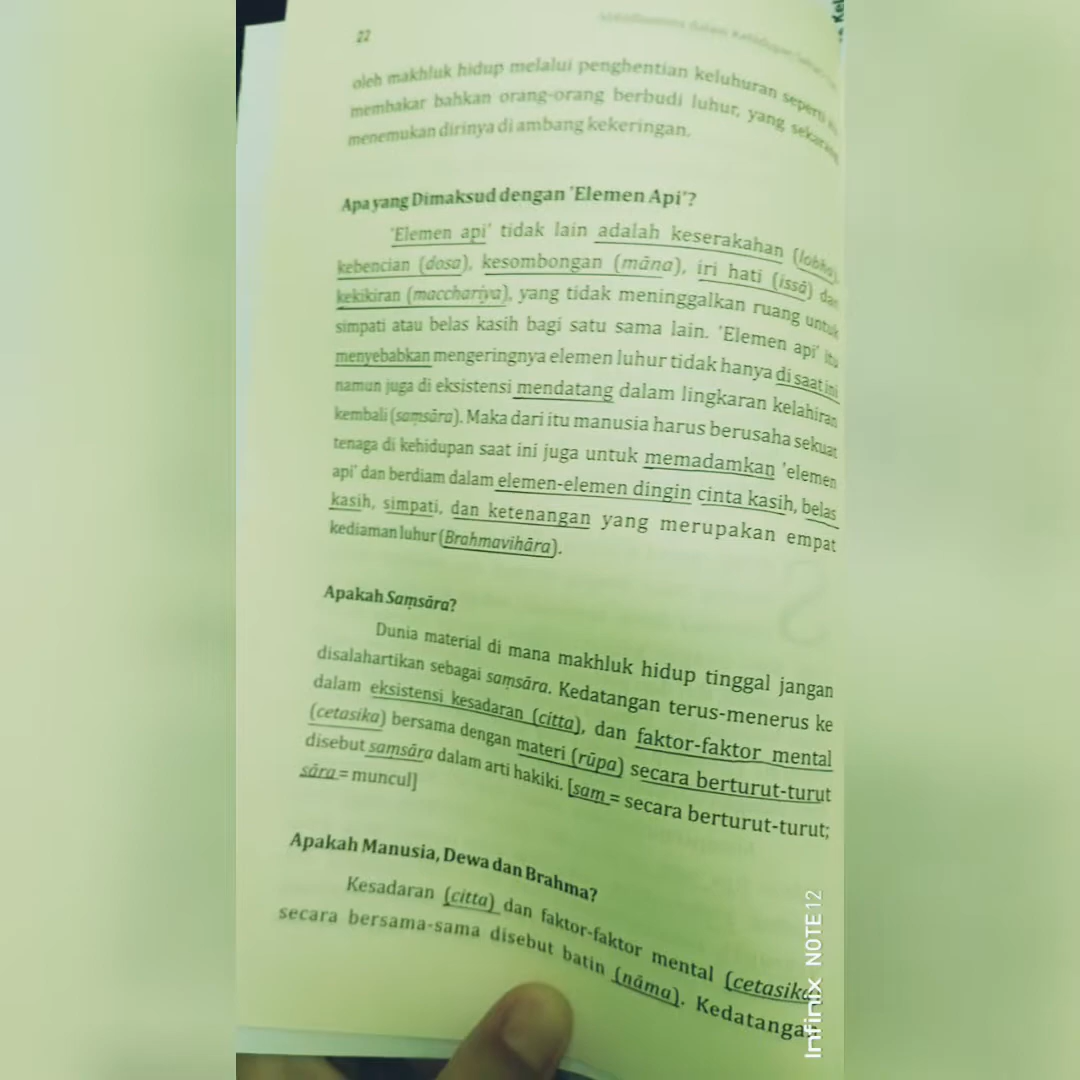 22
oleh makhluk hidup melalui penghentian keluhuran seperti
membakar bahkan orang-orang berbudi luhur, yang sekarang
menemukan dirinya di ambang kekeringan.
Apa yang Dimaksud dengan 'Elemen Api'?
'Elemen api' tidak lain adalah keserakahan (lobha),
kebencian (dosa), kesombongan (māna), iri hati (issā) dan
kekikiran (macchariya), yang tidak meninggalkan ruang untuk
simpati atau belas kasih bagi satu sama lain. 'Elemen api' itu
menyebabkan mengeringnya elemen luhur tidak hanya di saat ini
namun juga di eksistensi mendatang dalam lingkaran kelahiran
kembali (saṃsāra). Maka dari itu manusia harus berusaha sekuat
tenaga di kehidupan saat ini juga untuk memadamkan 'elemen
api' dan berdiam dalam elemen-elemen dingin cinta kasih, belas
kasih, simpati, dan ketenangan yang merupakan empat
kediaman luhur (Brahmavihāra).
Apakah Saṃsāra?
Dunia material di mana makhluk hidup tinggal jangan
disalahartikan sebagai saṃsāra. Kedatangan terus-menerus ke
dalam eksistensi kesadaran (citta), dan faktor-faktor mental
(cetasika) bersama dengan materi (rūpa) secara berturut-turut
disebut saṃsāra dalam arti hakiki. [saṃ = secara berturut-turut;
sāra = muncul]
Apakah Manusia, Dewa dan Brahma?
Kesadaran (citta) dan faktor-faktor mental (cetasika)
secara bersama-sama disebut batin (nāma). Kedatangan
Infinix NOTE 12